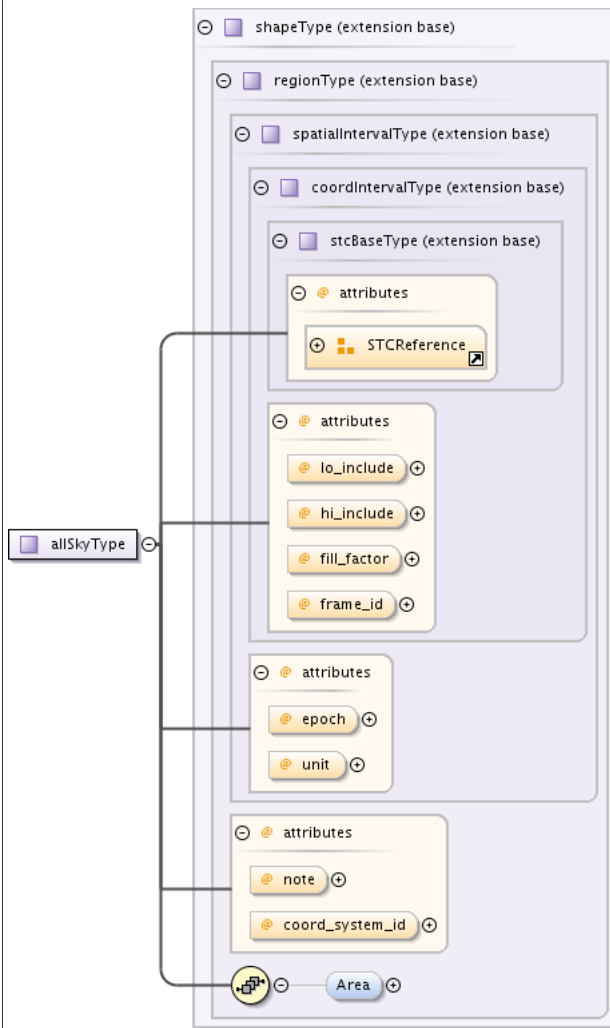 shapeType (extension base)
regionType (extension base)
spatialIntervalType (extension base)
coordIntervalType (extension base)
stcBaseType (extension base)
@ attributes
STCReference
@ attributes
@ lo_include
@ hi_include
@ fill_factor
@ frame_id
allSkyType
@ attributes
@ epoch
@ unit
@ attributes
@ note
@ coord_system_id
Area